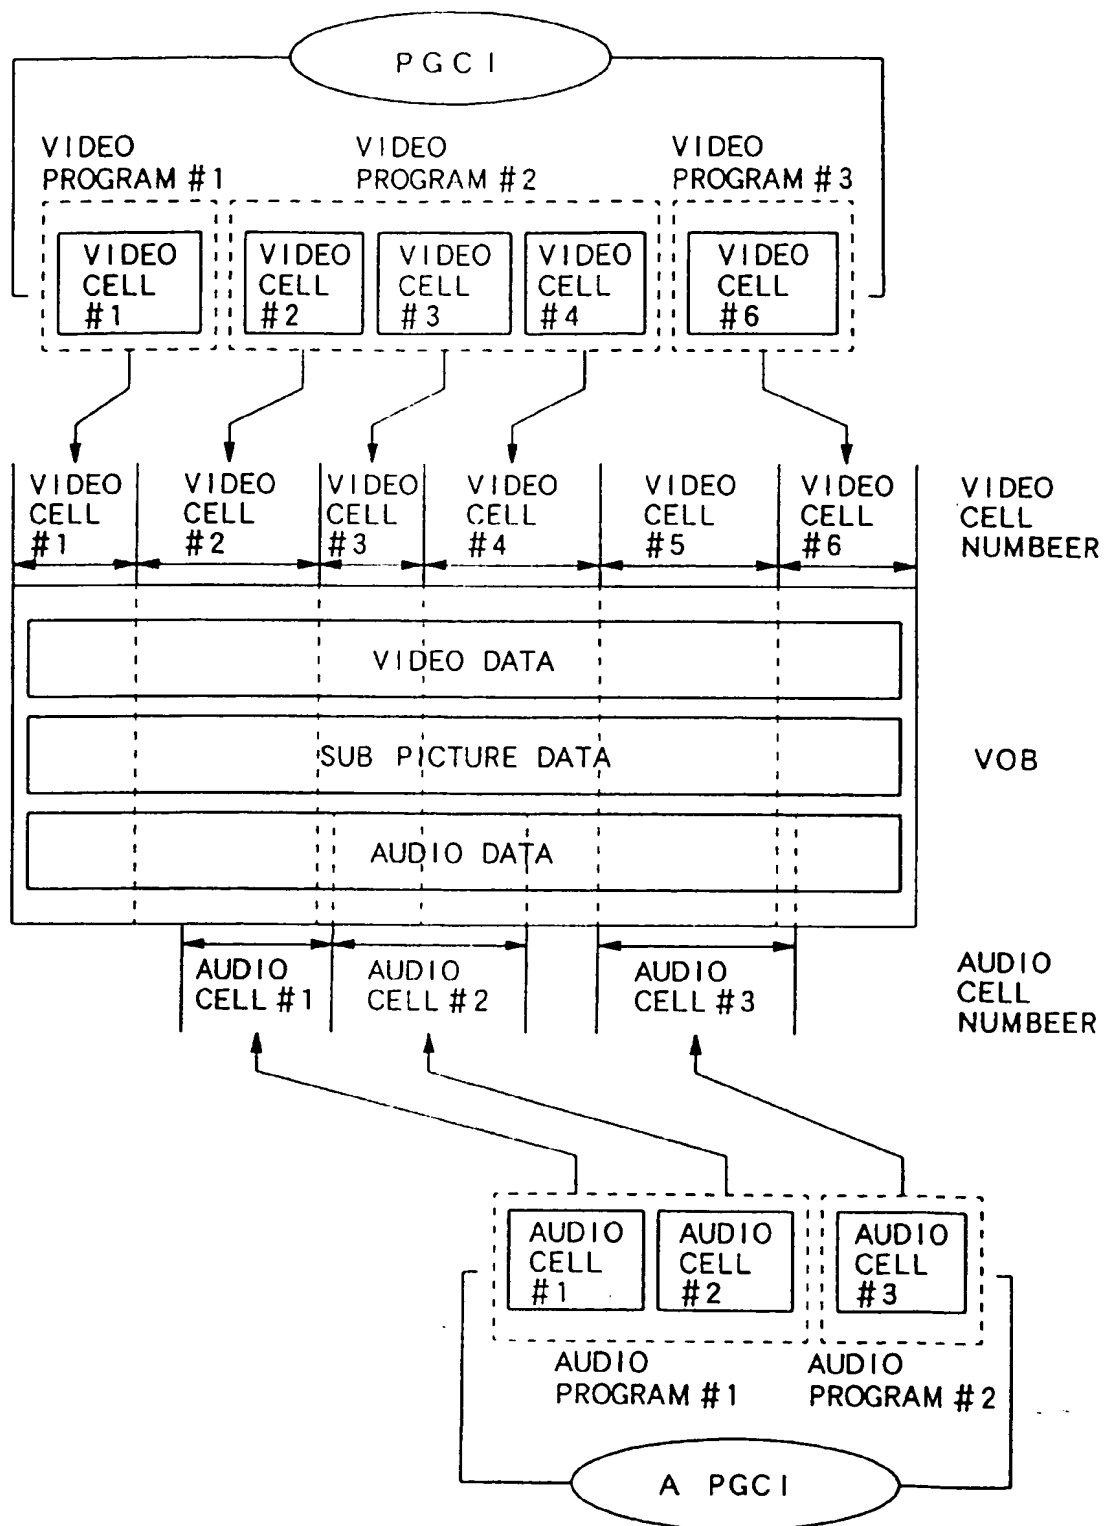 PGCI
VIDEO
PROGRAM #1
VIDEO
PROGRAM #2
VIDEO
PROGRAM #3
VIDEO
CELL
#1
VIDEO
CELL
#2
VIDEO
CELL
#3
VIDEO
CELL
#4
VIDEO
CELL
#6
VIDEO
CELL
#1
VIDEO
CELL
#2
VIDEO
CELL
#3
VIDEO
CELL
#4
VIDEO
CELL
#5
VIDEO
CELL
#6
VIDEO
CELL
NUMBEER
VIDEO DATA
SUB PICTURE DATA
VOB
AUDIO DATA
AUDIO
CELL #1
AUDIO
CELL #2
AUDIO
CELL #3
AUDIO
CELL
NUMBEER
AUDIO
CELL
#1
AUDIO
CELL
#2
AUDIO
CELL
#3
AUDIO
PROGRAM #1
AUDIO
PROGRAM #2
A PGCI